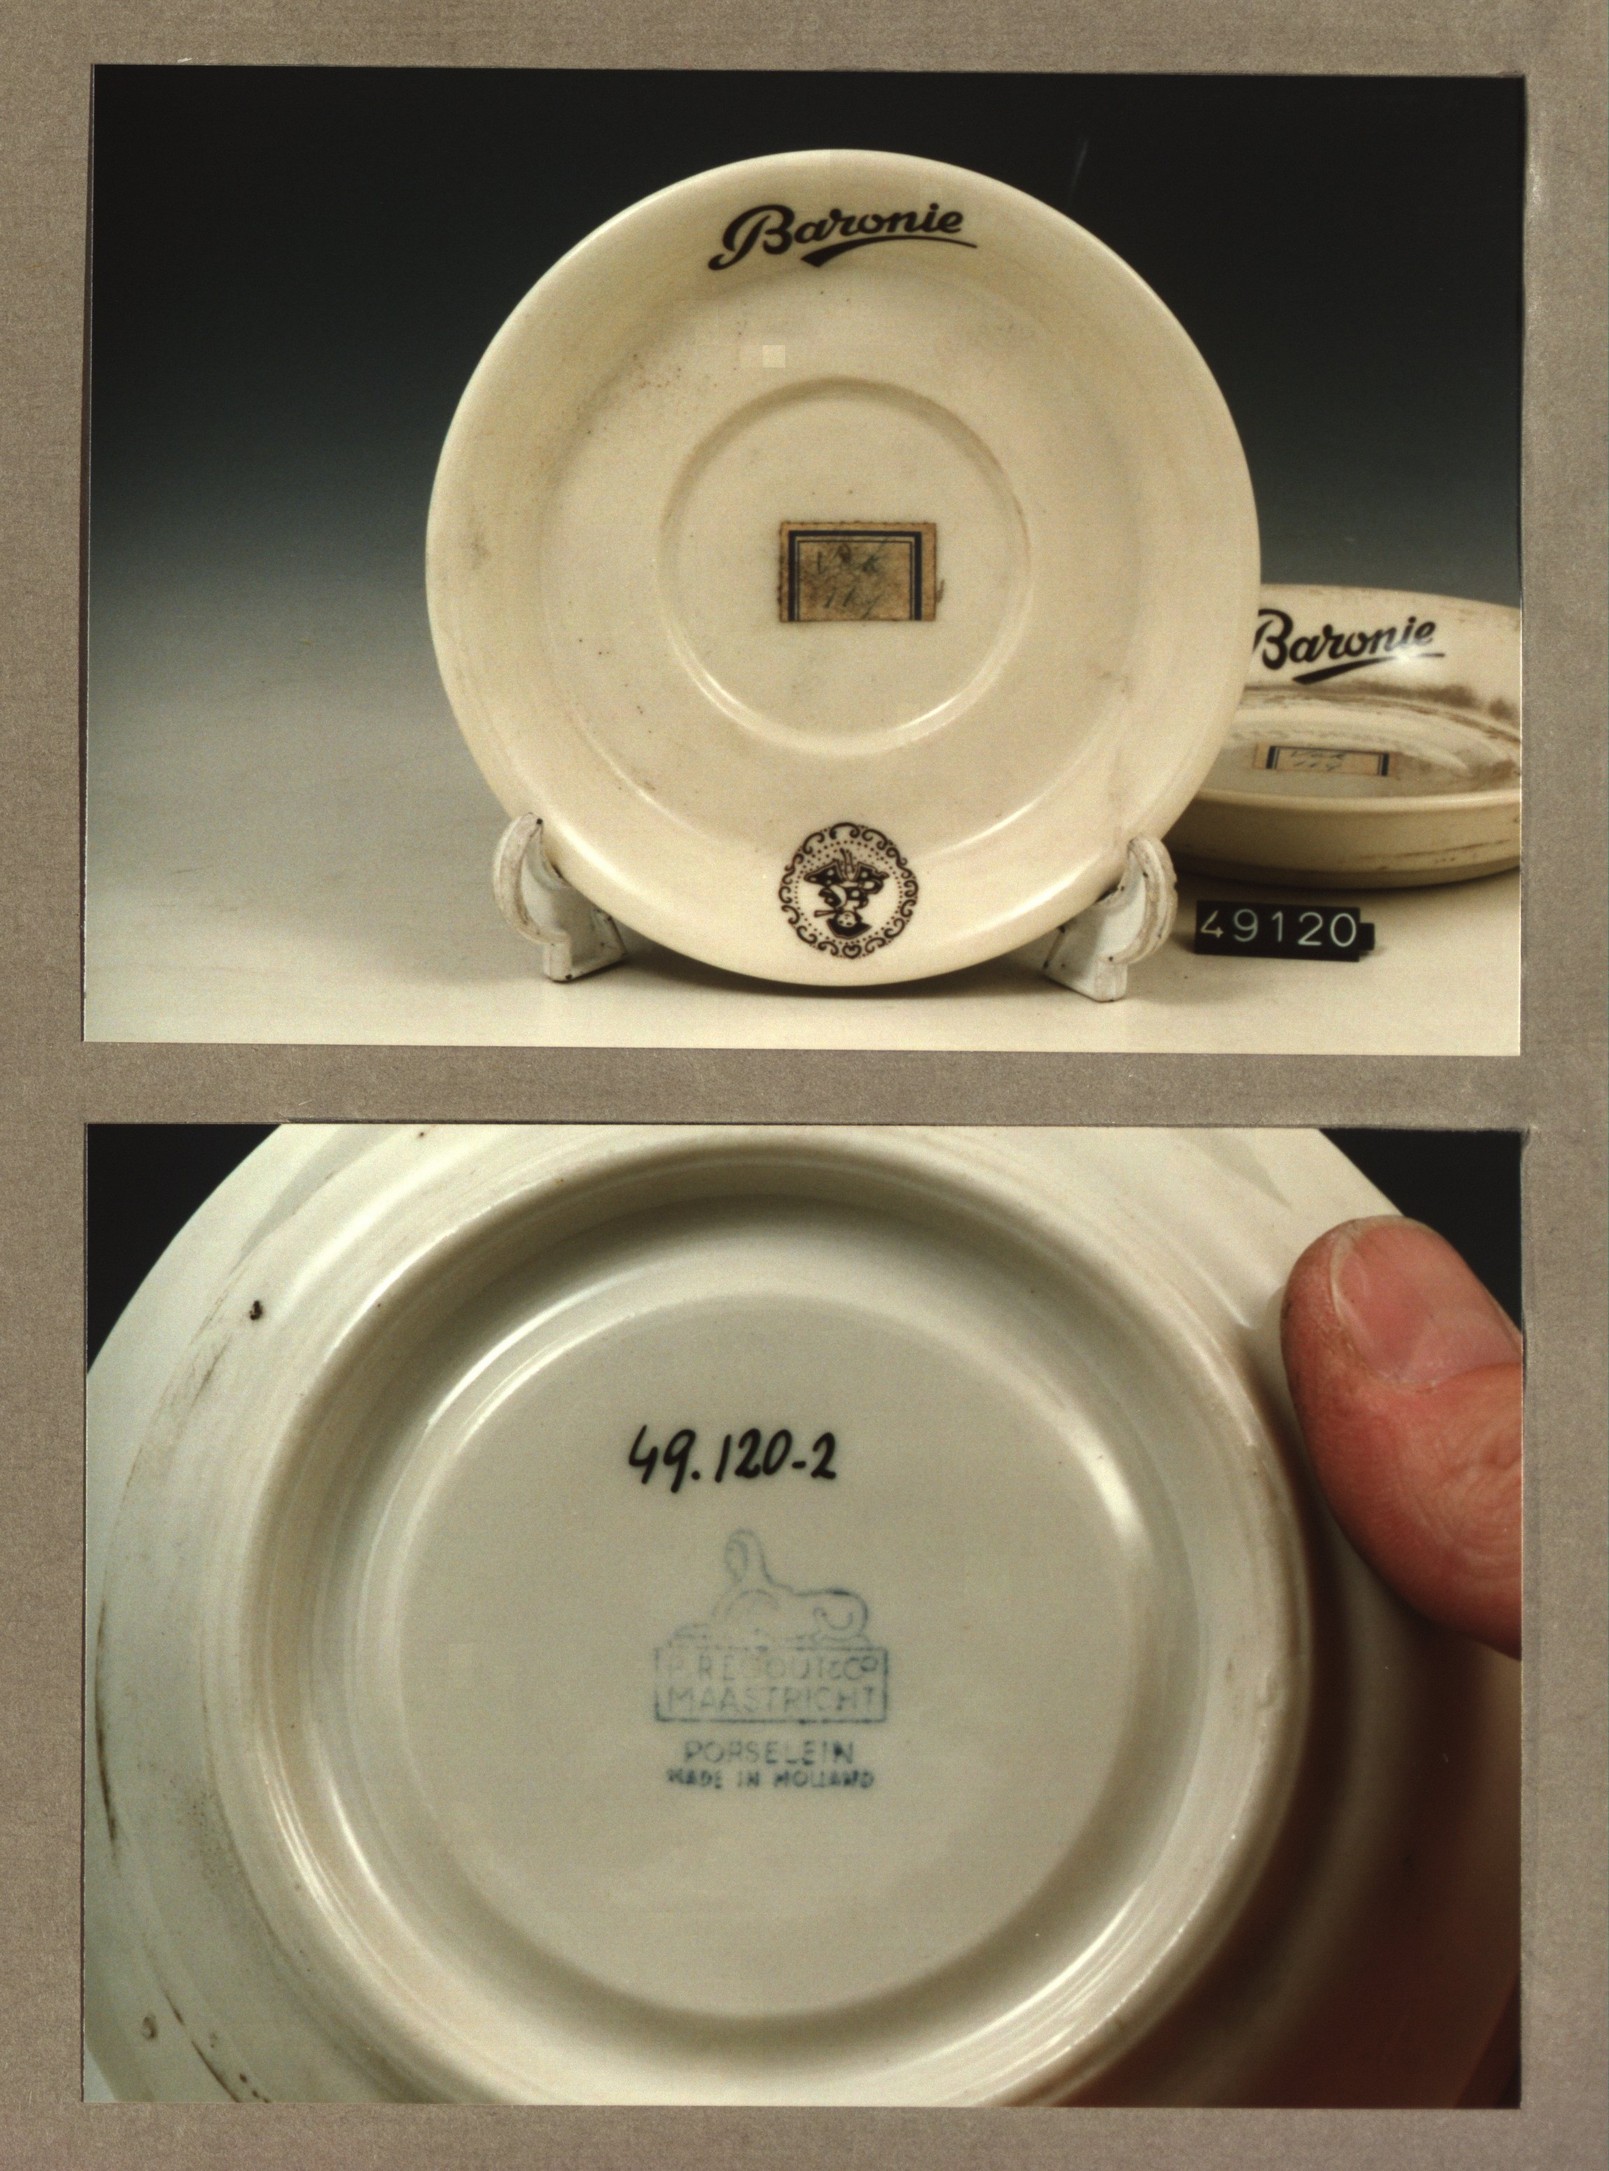 Baronie
Baronie
49120
49.120-2
P. REGOUT & Co
MAASTRICHT
PORSELEIN
MADE IN HOLLAND